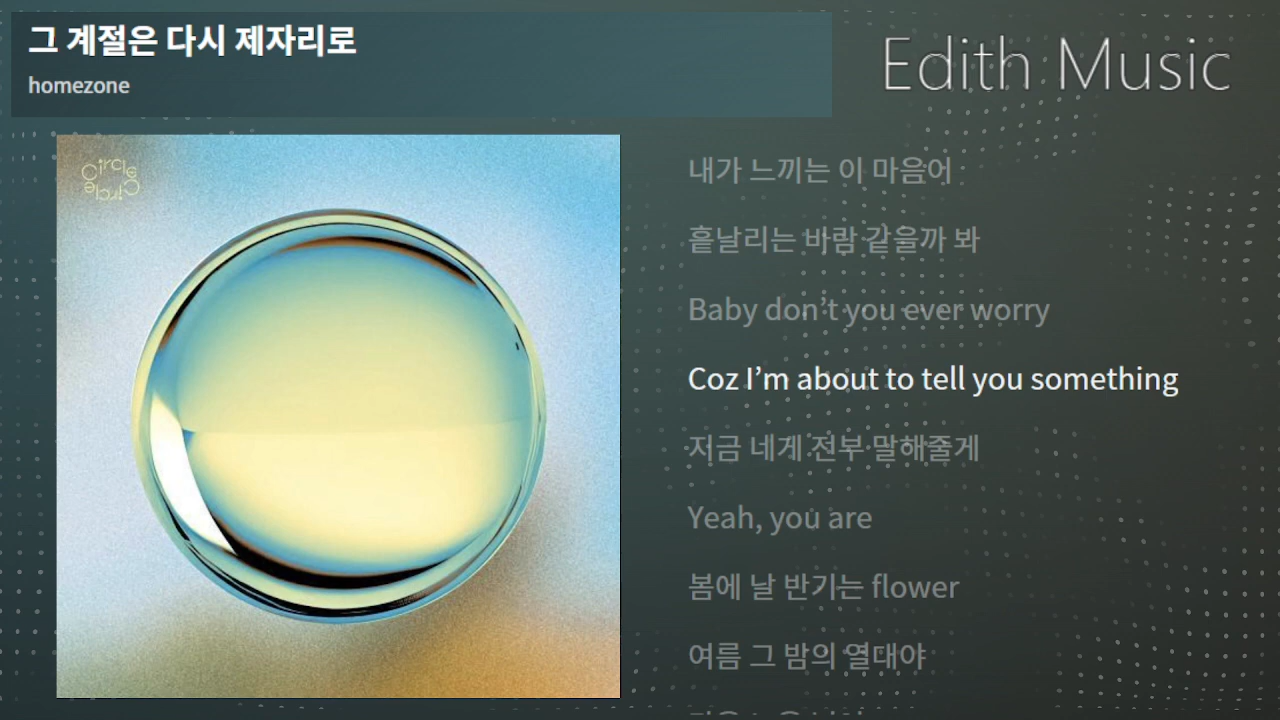 그 계절은 다시 제자리로
homezone
Edith Music
Circle
Circle
내가 느끼는 이 마음어
흩날리는 바람 같을까 봐
Baby don’t you ever worry
Coz I’m about to tell you something
저금 네게 전부 말해줄게
Yeah, you are
봄에 날 반기는 flower
여름 그 밤의 열대야